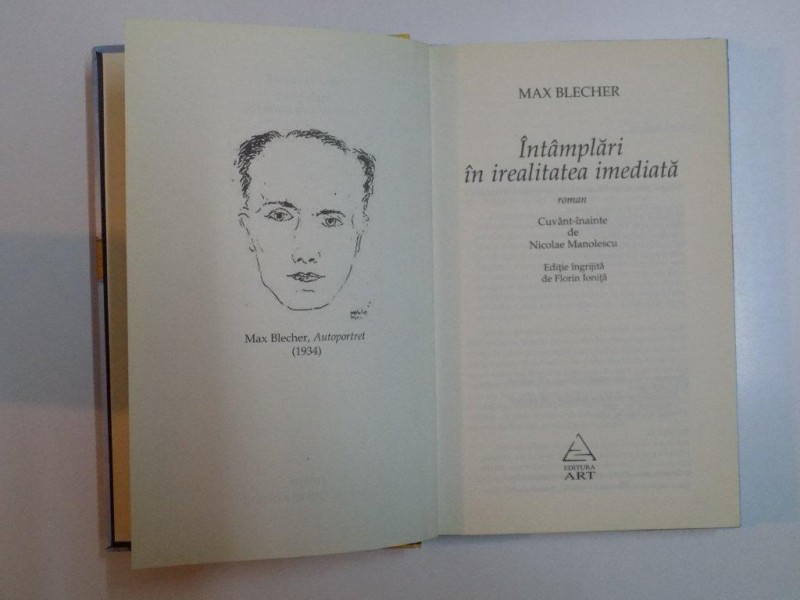 Max Blecher, Autoportret
(1934)
MAX BLECHER
Întâmplări
în irealitatea imediată
roman
Cuvânt-înainte
de
Nicolae Manolescu
Ediție îngrijită
de Florin Ioniță
EDITURA
ART